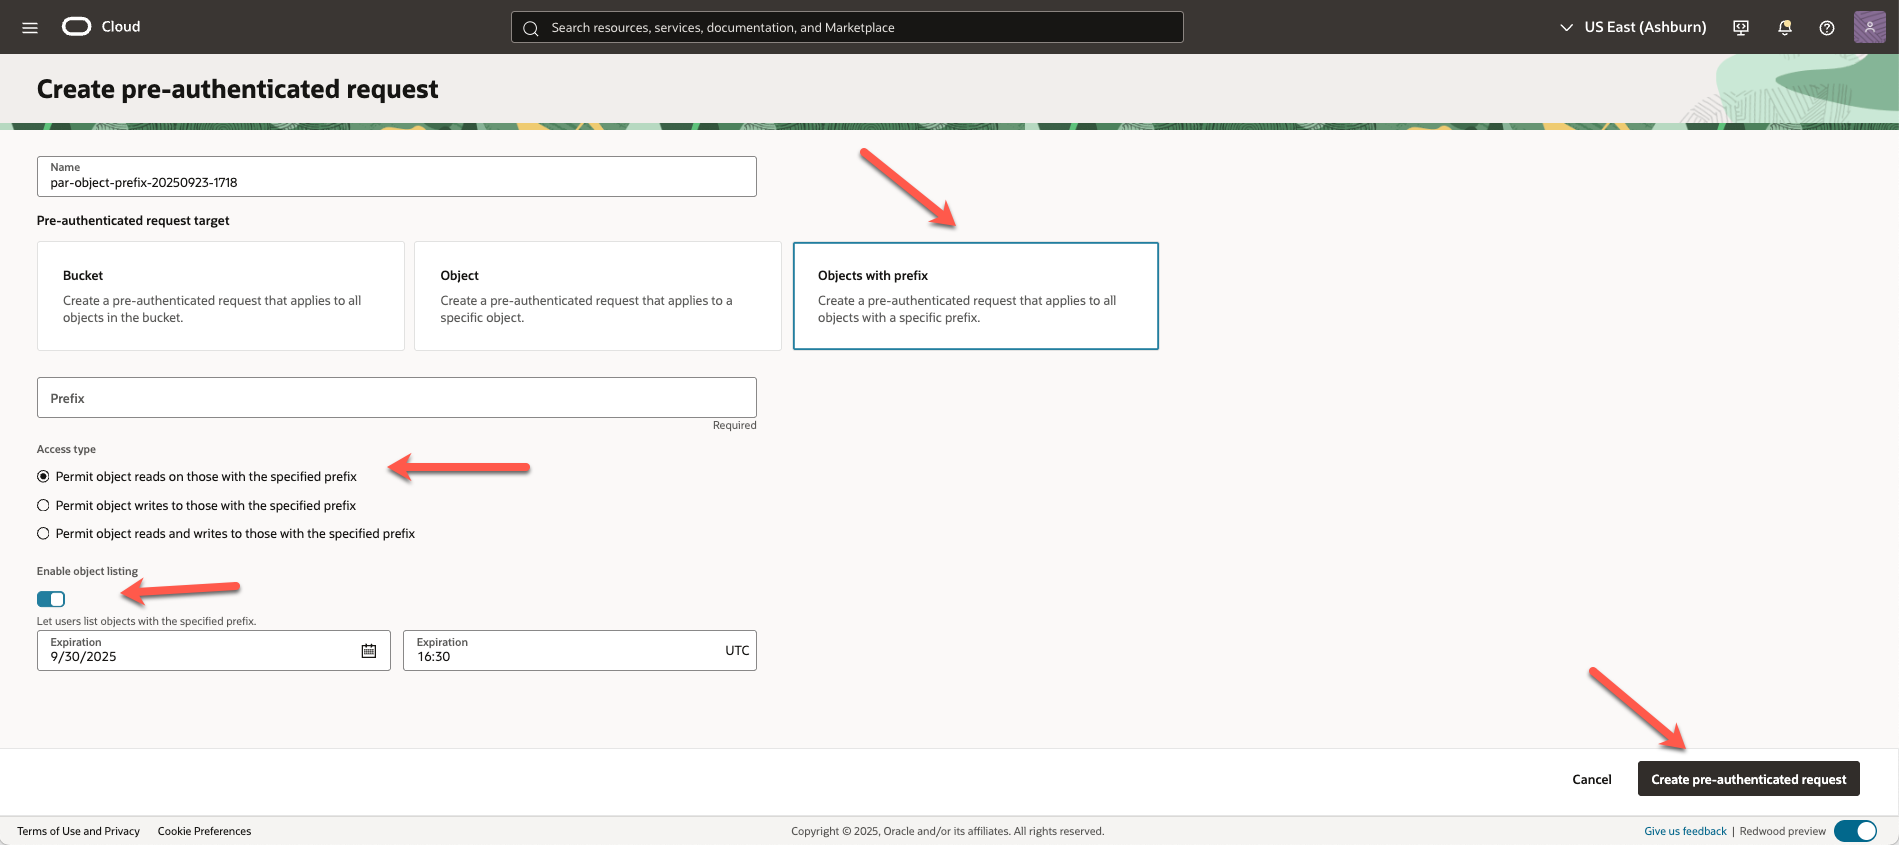 Cloud
Search resources, services, documentation, and Marketplace
US East (Ashburn)
Create pre-authenticated request
Name
par-object-prefix-20250923-1718
Pre-authenticated request target
Bucket
Create a pre-authenticated request that applies to all
objects in the bucket.
Object
Create a pre-authenticated request that applies to a
specific object.
Objects with prefix
Create a pre-authenticated request that applies to all
objects with a specific prefix.
Prefix
Required
Access type
Permit object reads on those with the specified prefix
Permit object writes to those with the specified prefix
Permit object reads and writes to those with the specified prefix
Enable object listing
Let users list objects with the specified prefix.
Expiration
9/30/2025
Expiration
16:30
UTC
Cancel
Create pre-authenticated request
Terms of Use and Privacy
Cookie Preferences
Copyright © 2025, Oracle and/or its affiliates. All rights reserved.
Give us feedback | Redwood preview